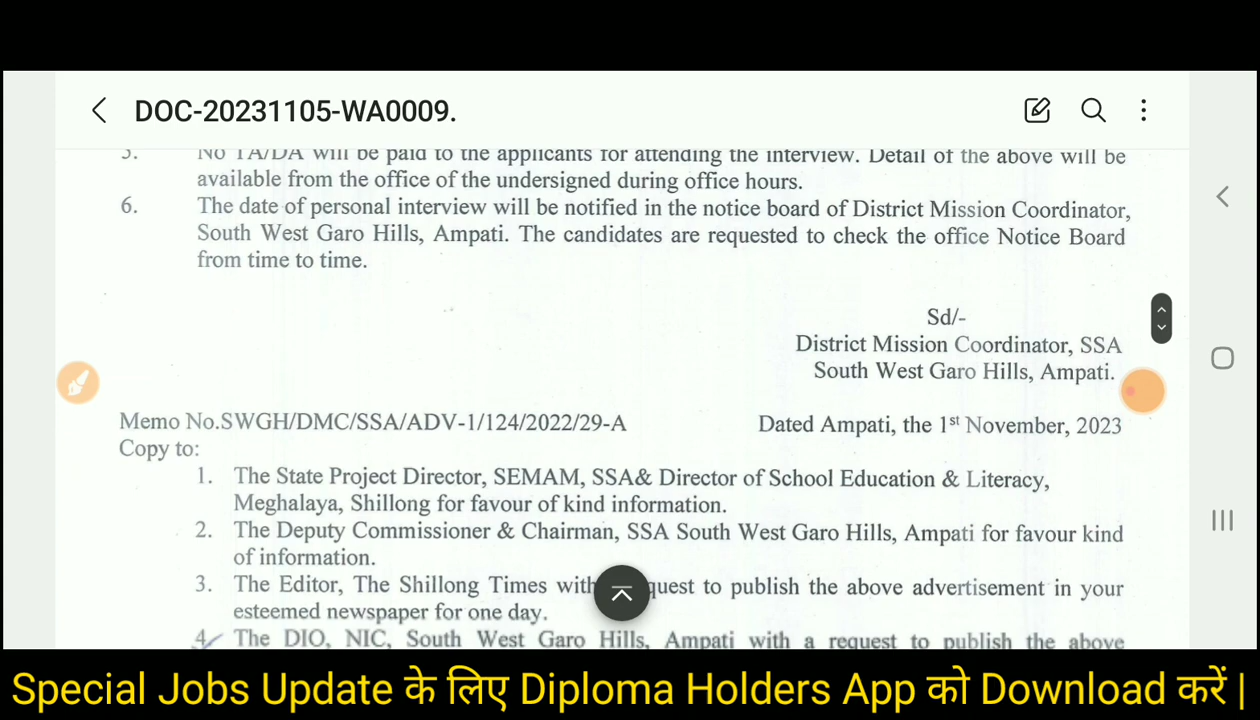 DOC-20231105-WA0009.
5. No TA/DA will be paid to the applicants for attending the interview. Detail of the above will be
available from the office of the undersigned during office hours.
6. The date of personal interview will be notified in the notice board of District Mission Coordinator,
South West Garo Hills, Ampati. The candidates are requested to check the office Notice Board
from time to time.
Sd/-
District Mission Coordinator, SSA
South West Garo Hills, Ampati.
Memo No.SWGH/DMC/SSA/ADV-1/124/2022/29-A Dated Ampati, the 1st November, 2023
Copy to:
1. The State Project Director, SEMAM, SSA& Director of School Education & Literacy,
Meghalaya, Shillong for favour of kind information.
2. The Deputy Commissioner & Chairman, SSA South West Garo Hills, Ampati for favour kind
of information.
3. The Editor, The Shillong Times with quest to publish the above advertisement in your
esteemed newspaper for one day.
4. The DIO, NIC, South West Garo Hills, Ampati with a request to publish the above
Special Jobs Update के लिए Diploma Holders App को Download करें |